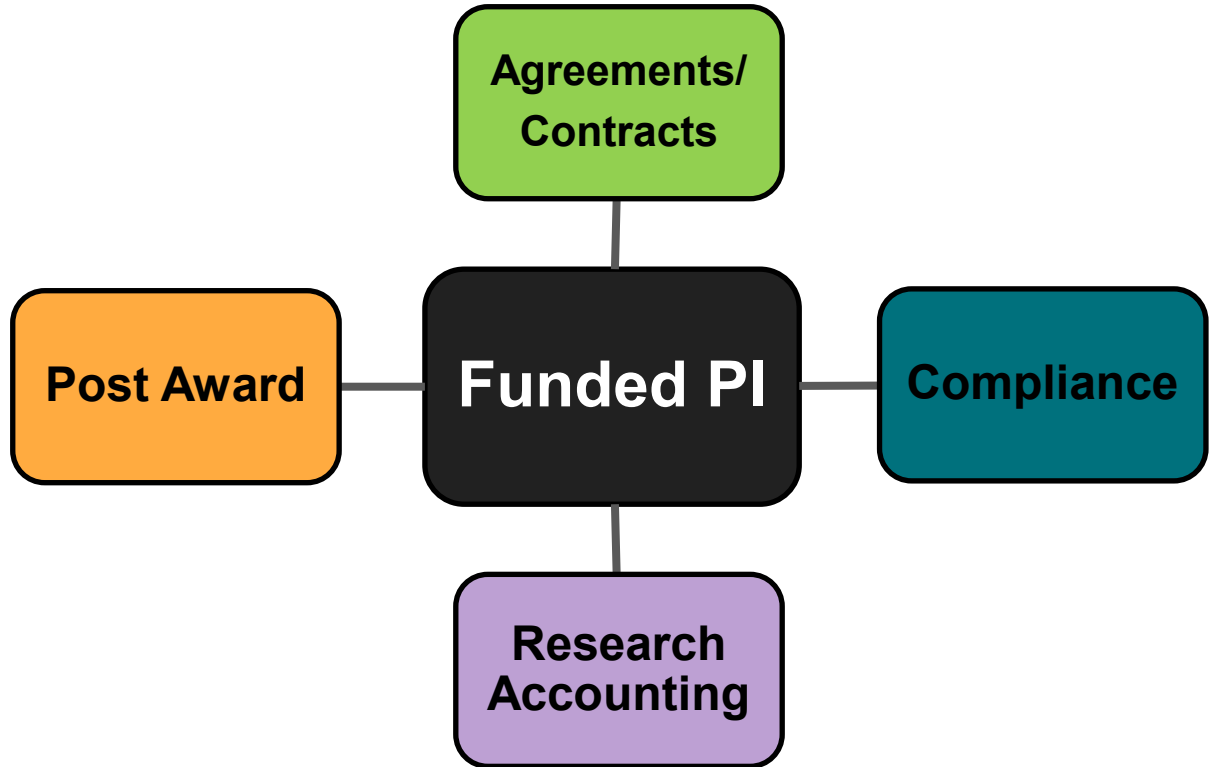 Agreements/
Contracts
Post Award
Funded PI
Compliance
Research
Accounting